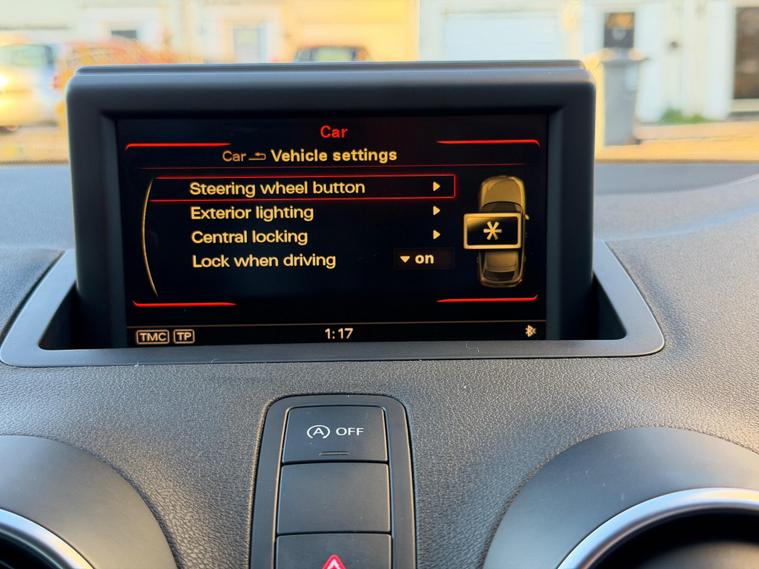 Car
Car Vehicle settings
Steering wheel button
Exterior lighting
Central locking
Lock when driving on
TMC TP 1:17
A OFF